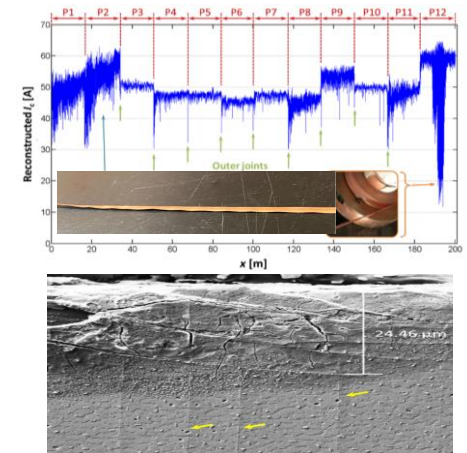 P1 P2 P3 P4 P5 P6 P7 P8 P9 P10 P11 P12
70
60
50
40
30
20
10
0
Reconstructed Ic [A]
Outer joints
0 20 40 60 80 100 120 140 160 180 200
x [m]
24.46 µm